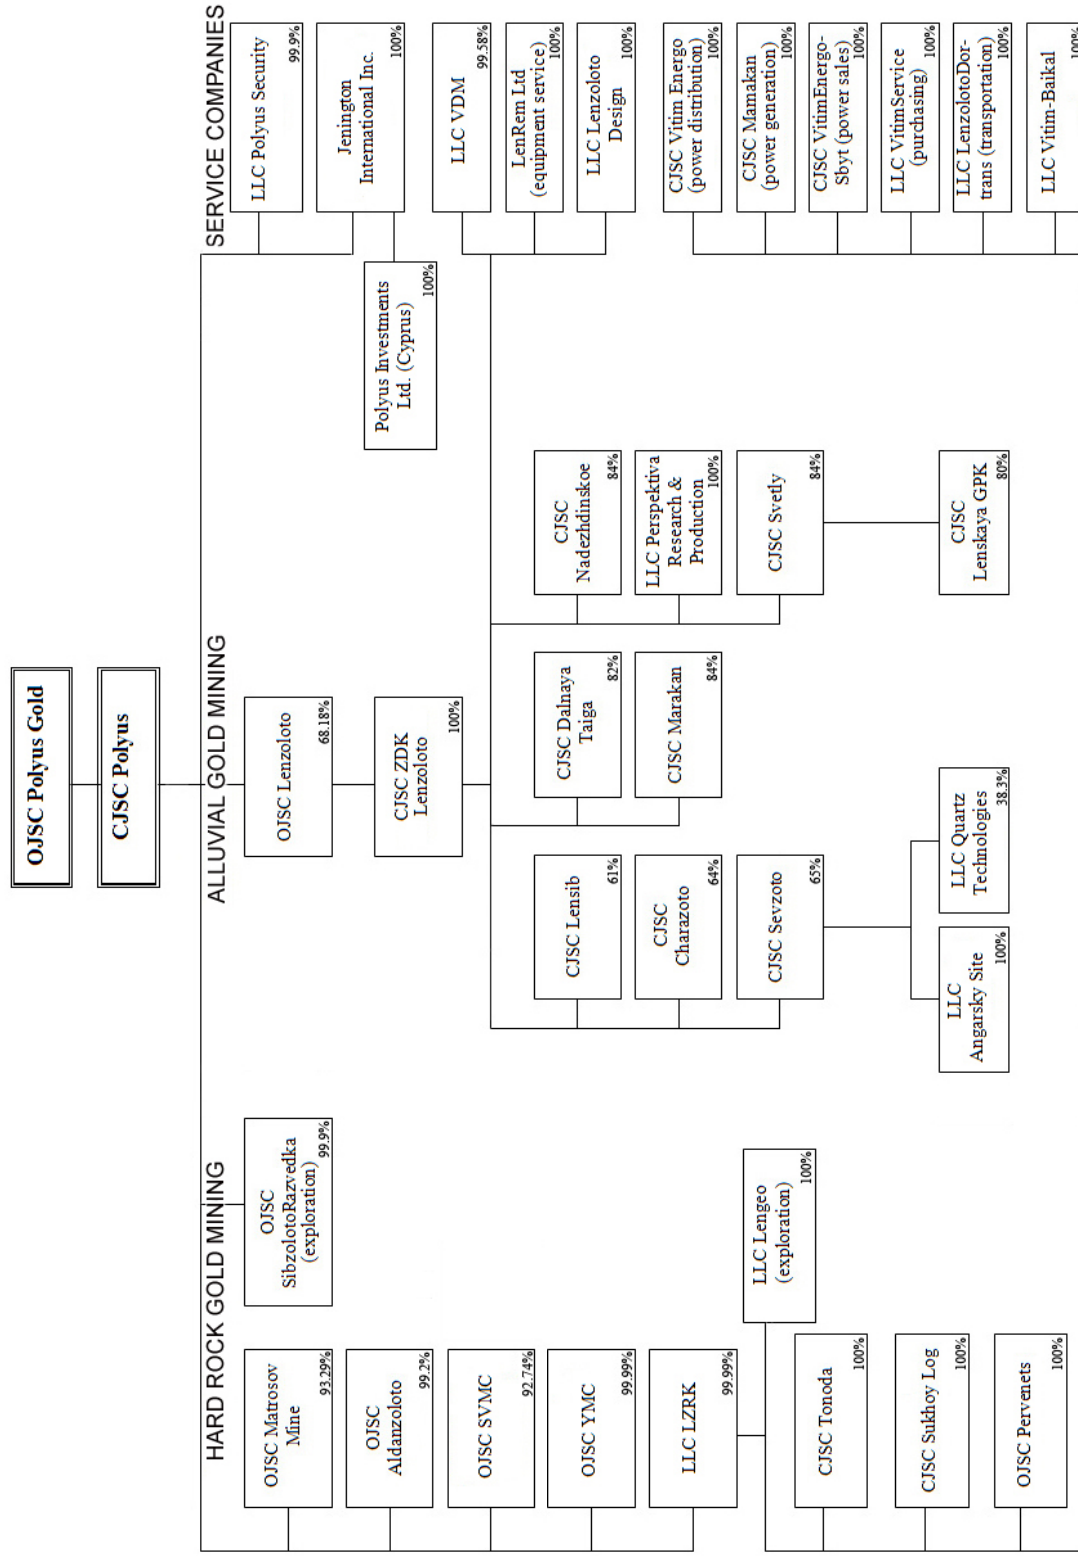 OJSC Polyus Gold
CJSC Polyus
HARD ROCK GOLD MINING
ALLUVIAL GOLD MINING
SERVICE COMPANIES
OJSC Matrosov
Mine
93.29%
OJSC
Aldanzoloto
99.2%
OJSC SVMC
92.74%
OJSC YMC
99.99%
LLC LZRK
99.99%
OJSC
SibzolotoRazvedka
(exploration)
99.9%
LLC Lengeo
(exploration)
100%
CJSC Tonoda
100%
CJSC Sukhoy Log
100%
OJSC Pervenets
100%
OJSC Lenzoloto
68.18%
CJSC ZDK
Lenzoloto
100%
CJSC Lensib
61%
CJSC
Charazoto
64%
CJSC Sevzoto
65%
LLC
Angarsky Site
100%
LLC Quartz
Technologies
38.3%
CJSC Dalnaya
Taiga
82%
CJSC Marakan
84%
CJSC
Nadezhdinskoe
84%
LLC Perspektiva
Research &
Production
100%
CJSC Svetly
84%
CJSC
Lenskaya GPK
80%
LLC Polyus Security
99.9%
Jenington
International Inc.
100%
Polyus Investments
Ltd. (Cyprus)
100%
LLC VDM
99.58%
LenRem Ltd
(equipment service)
100%
LLC Lenzoloto
Design
100%
CJSC Vitim Energo
(power distribution)
100%
CJSC Mamakan
(power generation)
100%
CJSC VitimEnergo-
Sbyt (power sales)
100%
LLC VitimService
(purchasing)
100%
LLC LenzolotoDor-
trans (transportation)
100%
LLC Vitim-Baikal
100%